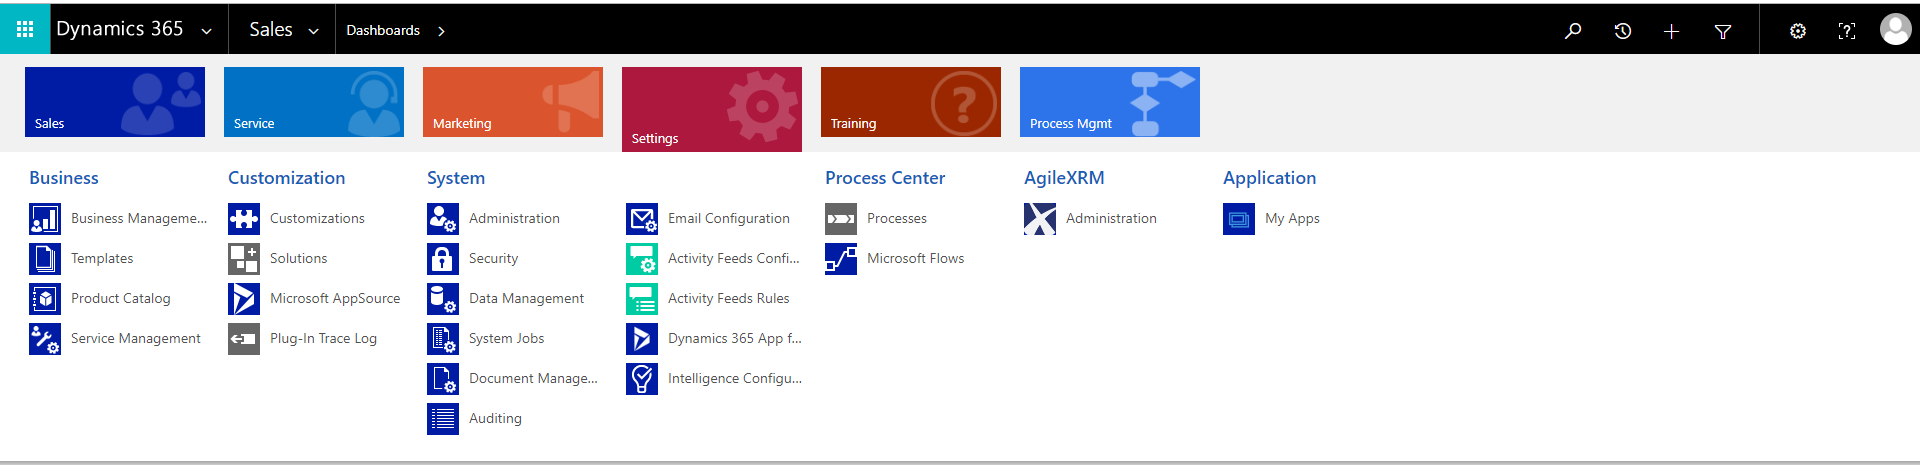 Dynamics 365 Sales Dashboards
Sales Service Marketing Settings Training Process Mgmt
Business
Business Manageme...
Templates
Product Catalog
Service Management
Customization
Customizations
Solutions
Microsoft AppSource
Plug-In Trace Log
System
Administration
Security
Data Management
System Jobs
Document Manage...
Auditing
Email Configuration
Activity Feeds Confi...
Activity Feeds Rules
Dynamics 365 App f...
Intelligence Configu...
Process Center
Processes
Microsoft Flows
AgileXRM
Administration
Application
My Apps